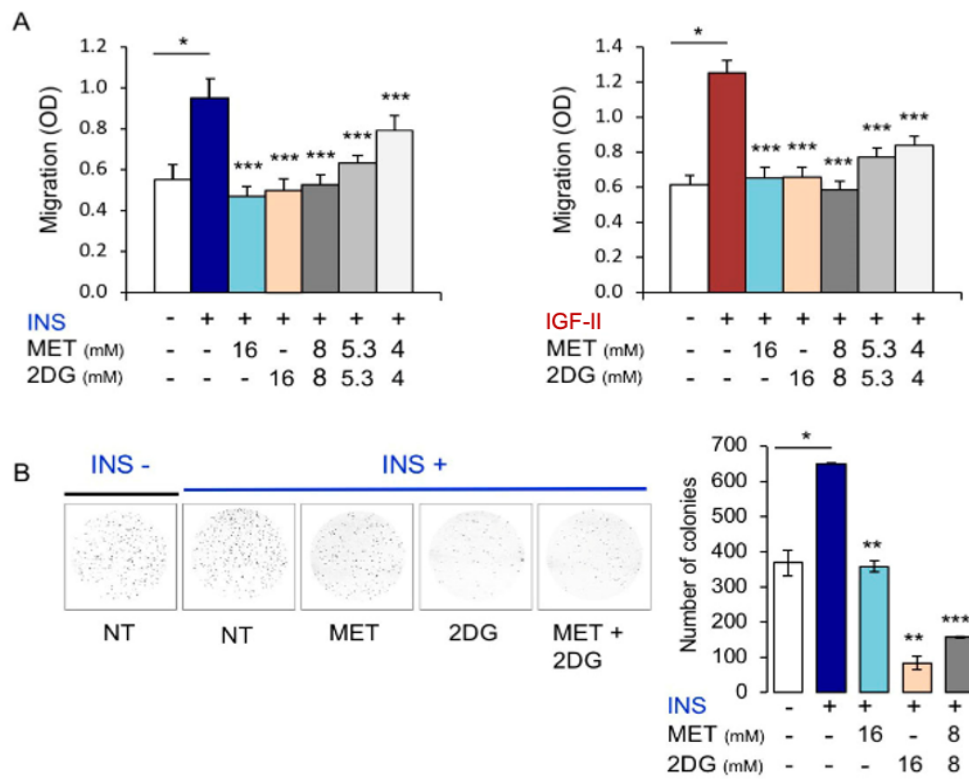 A
*
1.2
1.0
0.8
0.6
0.4
0.2
0.0
Migration (OD)
*** *** *** *** ***
INS - + + + + + +
MET (mM) - - 16 - 8 5.3 4
2DG (mM) - - - 16 8 5.3 4
*
1.4
1.2
1.0
0.8
0.6
0.4
0.2
0.0
Migration (OD)
*** *** *** *** ***
IGF-II - + + + + + +
MET (mM) - - 16 - 8 5.3 4
2DG (mM) - - - 16 8 5.3 4
B
INS - INS +
NT NT MET 2DG MET +
2DG
*
700
600
500
400
300
200
100
0
Number of colonies
** ** ***
INS - + + + +
MET (mM) - - 16 - 8
2DG (mM) - - - 16 8